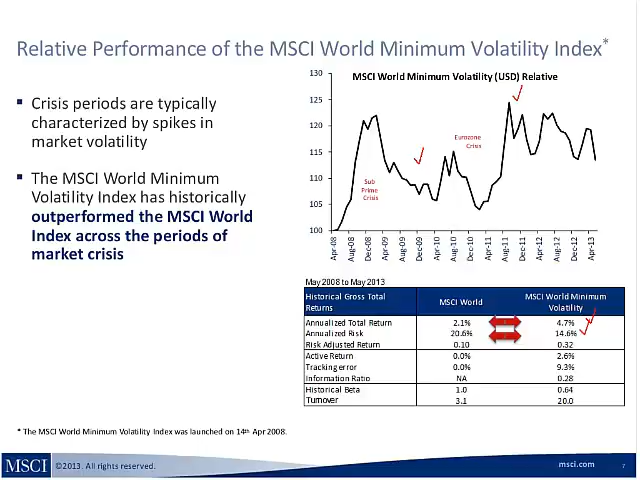 Relative Performance of the MSCI World Minimum Volatility Index*
▪ Crisis periods are typically
characterized by spikes in
market volatility
▪ The MSCI World Minimum
Volatility Index has historically
outperformed the MSCI World
Index across the periods of
market crisis
MSCI World Minimum Volatility (USD) Relative
130
125
120
115
110
105
100
Sub
Prime
Crisis
Eurozone
Crisis
Apr-08
Aug-08
Dec-08
Apr-09
Aug-09
Dec-09
Apr-10
Aug-10
Dec-10
Apr-11
Aug-11
Dec-11
Apr-12
Aug-12
Dec-12
Apr-13
May 2008 to May 2013
Historical Gross Total
Returns
MSCI World
MSCI World Minimum
Volatility
Annualized Total Return 2.1% 4.7%
Annualized Risk 20.6% 14.6%
Risk Adjusted Return 0.10 0.32
Active Return 0.0% 2.6%
Tracking error 0.0% 9.3%
Information Ratio NA 0.28
Historical Beta 1.0 0.64
Turnover 3.1 20.0
* The MSCI World Minimum Volatility Index was launched on 14th Apr 2008.
MSCI
©2013. All rights reserved.
msci.com
7